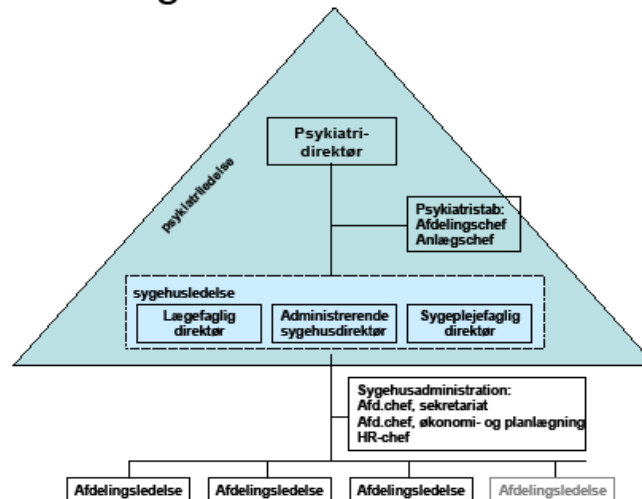 Psykiatri-
direktør
psykiatriledelse
Psykiatristab:
Afdelingschef
Anlægschef
sygehusledelse
Lægefaglig
direktør
Administrerende
sygehusdirektør
Sygeplejefaglig
direktør
Sygehusadministration:
Afd.chef, sekretariat
Afd.chef, økonomi- og planlægning
HR-chef
Afdelingsledelse
Afdelingsledelse
Afdelingsledelse
Afdelingsledelse